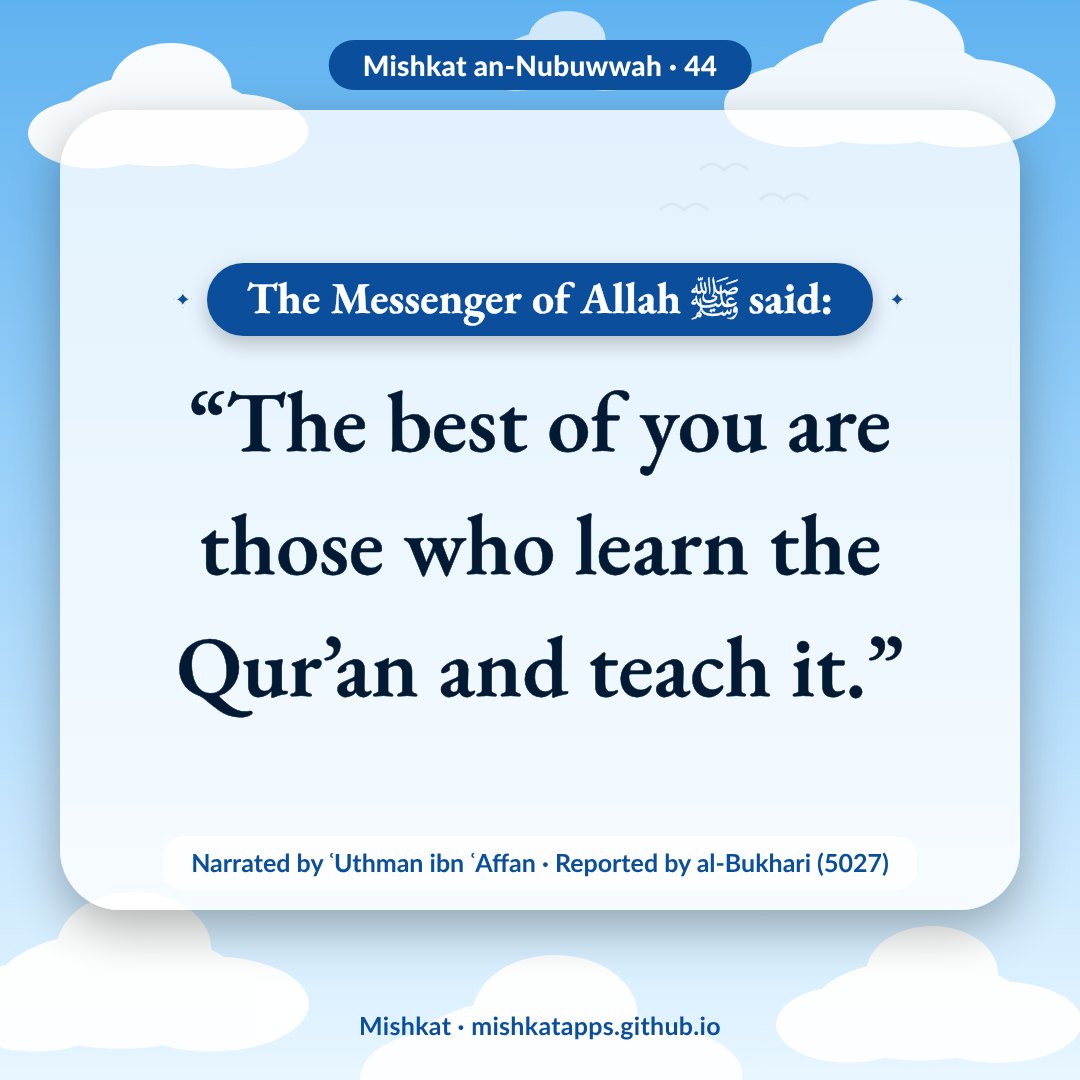 Mishkat an-Nubuwwah · 44
The Messenger of Allah ﷺ said:
“The best of you are
those who learn the
Qur’an and teach it.”
Narrated by ʿUthman ibn ʿAffan · Reported by al-Bukhari (5027)
Mishkat · mishkatapps.github.io